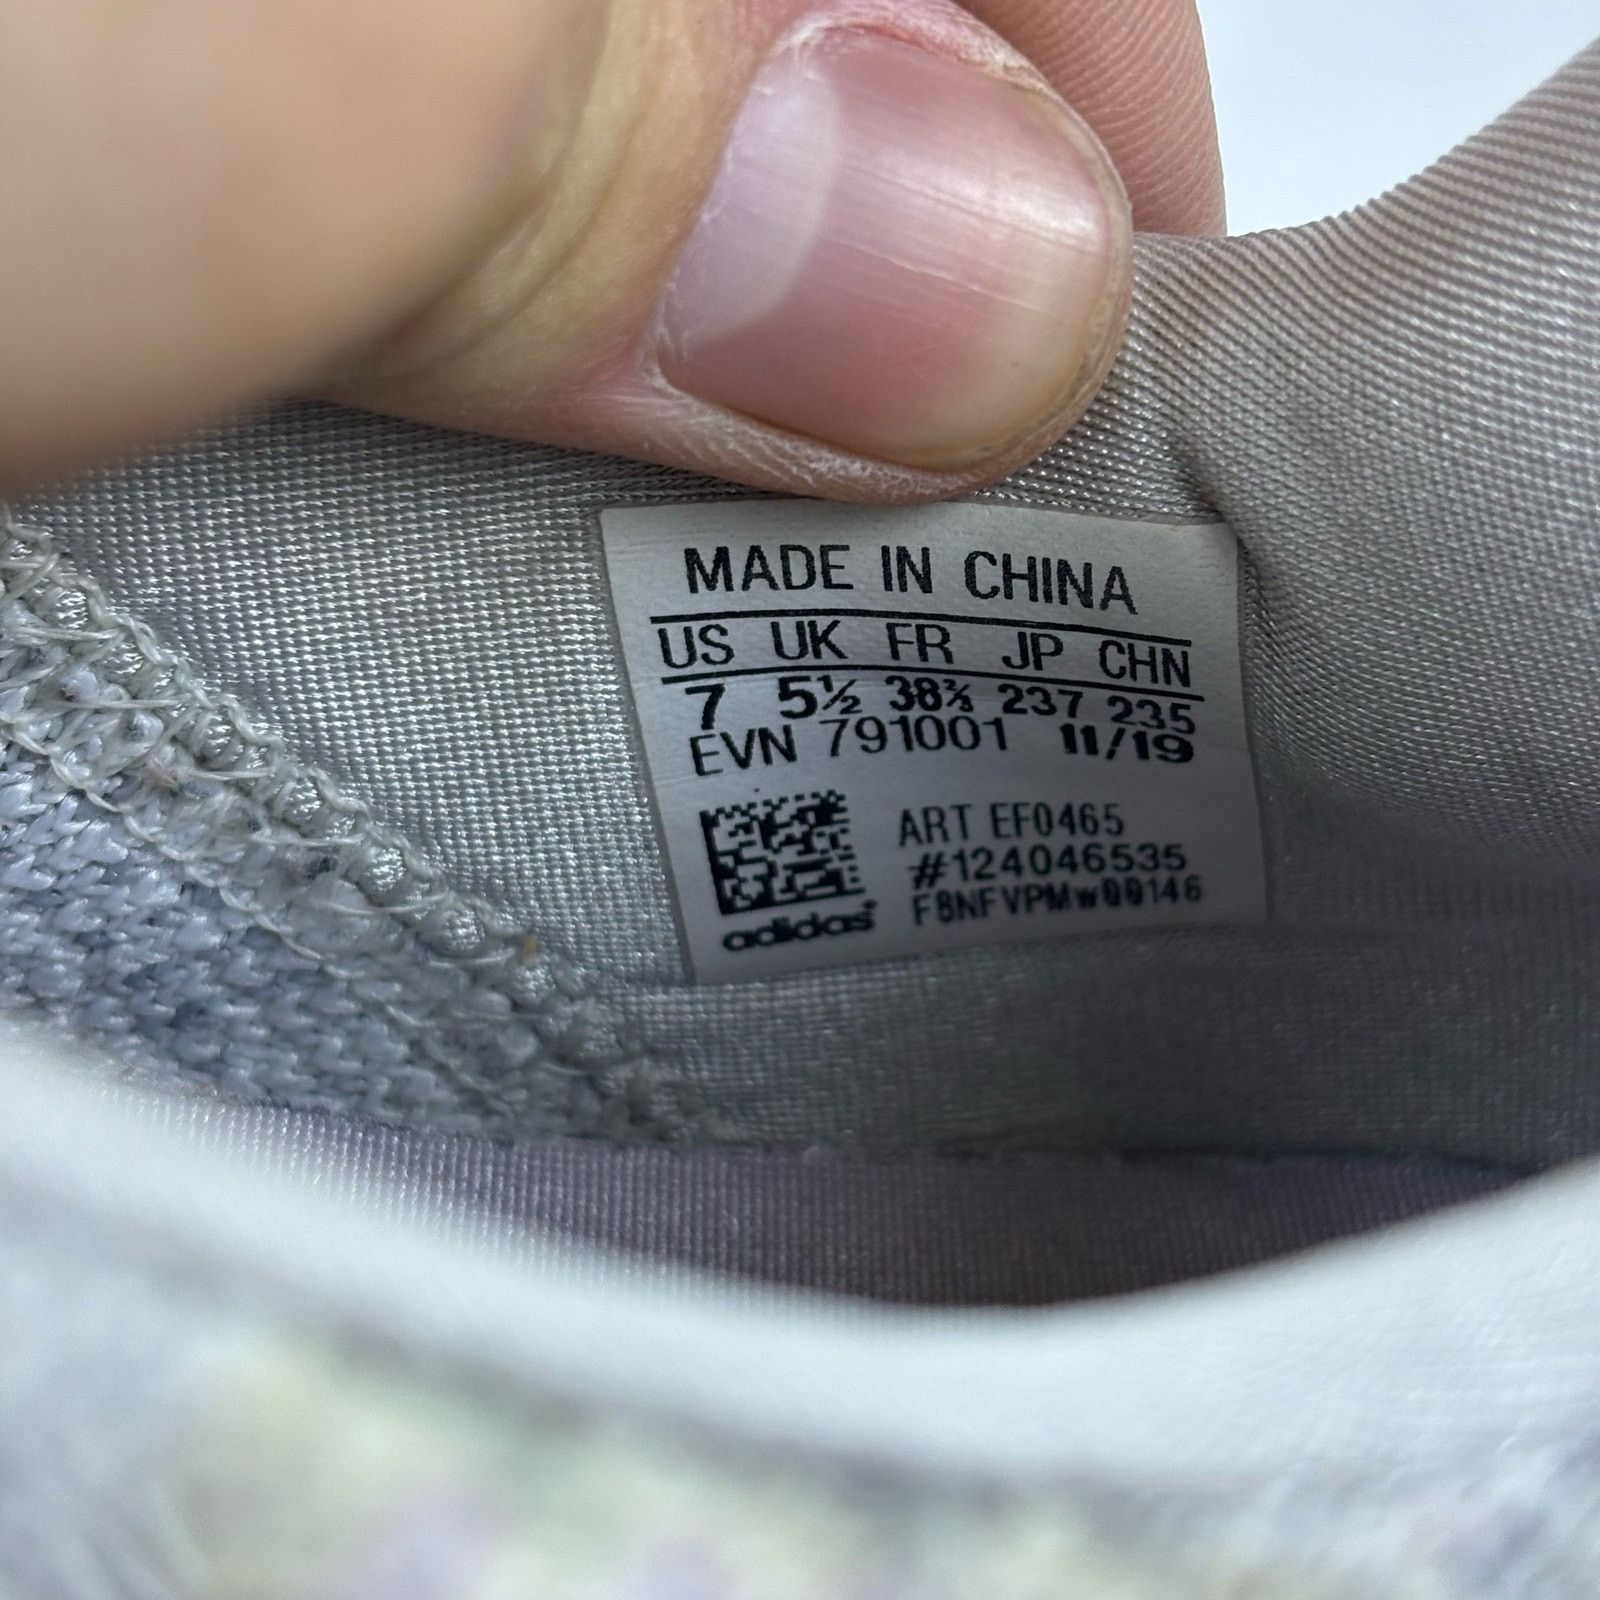 MADE IN CHINA
US UK FR JP CHN
7 5½ 38⅔ 237 235
EVN 791001 11/19
ART EF0465
#124046535
F8NFVPMw00146
adidas